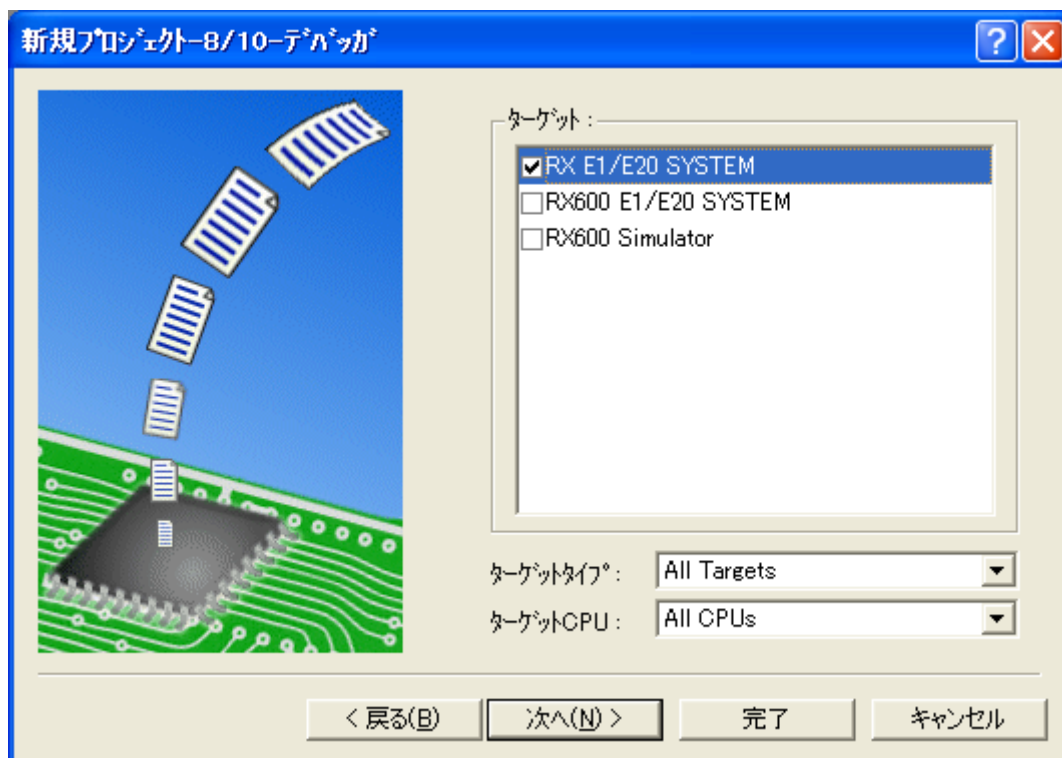 新規ﾌﾟﾛｼﾞｪｸﾄ-8/10-ﾃﾞﾊﾞｯｶﾞ
ﾀｰｹﾞｯﾄ :
RX E1/E20 SYSTEM
RX600 E1/E20 SYSTEM
RX600 Simulator
ﾀｰｹﾞｯﾄﾀｲﾌﾟ : All Targets
ﾀｰｹﾞｯﾄCPU : All CPUs
< 戻る(B) 次へ(N) > 完了 キャンセル